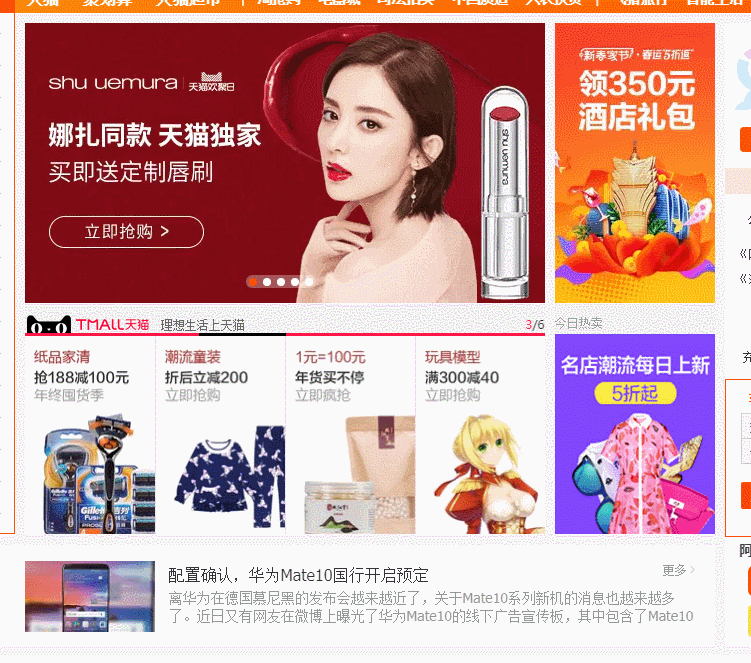 shu uemura
天猫欢聚日
娜扎同款 天猫独家
买即送定制唇刷
立即抢购 >
shu uemura
新春家节·春运5折返
领350元
酒店礼包
TMALL天猫 理想生活上天猫 3/6
今日热卖
纸品家清
抢188减100元
年终囤货季
潮流童装
折后立减200
立即抢购
1元=100元
年货买不停
立即疯抢
玩具模型
满300减40
立即抢购
Gillette
Gillette
名店潮流每日上新
5折起
配置确认，华为Mate10国行开启预定
更多 >
离华为在德国慕尼黑的发布会越来越近了，关于Mate10系列新机的消息也越来越多
了。近日又有网友在微博上曝光了华为Mate10的线下广告宣传板，其中包含了Mate10